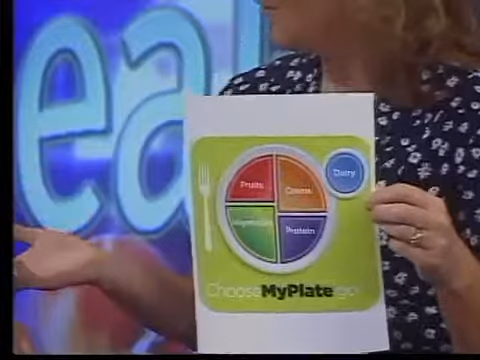 ea
Fruits
Grains
Dairy
Vegetables
Protein
ChooseMyPlate.gov